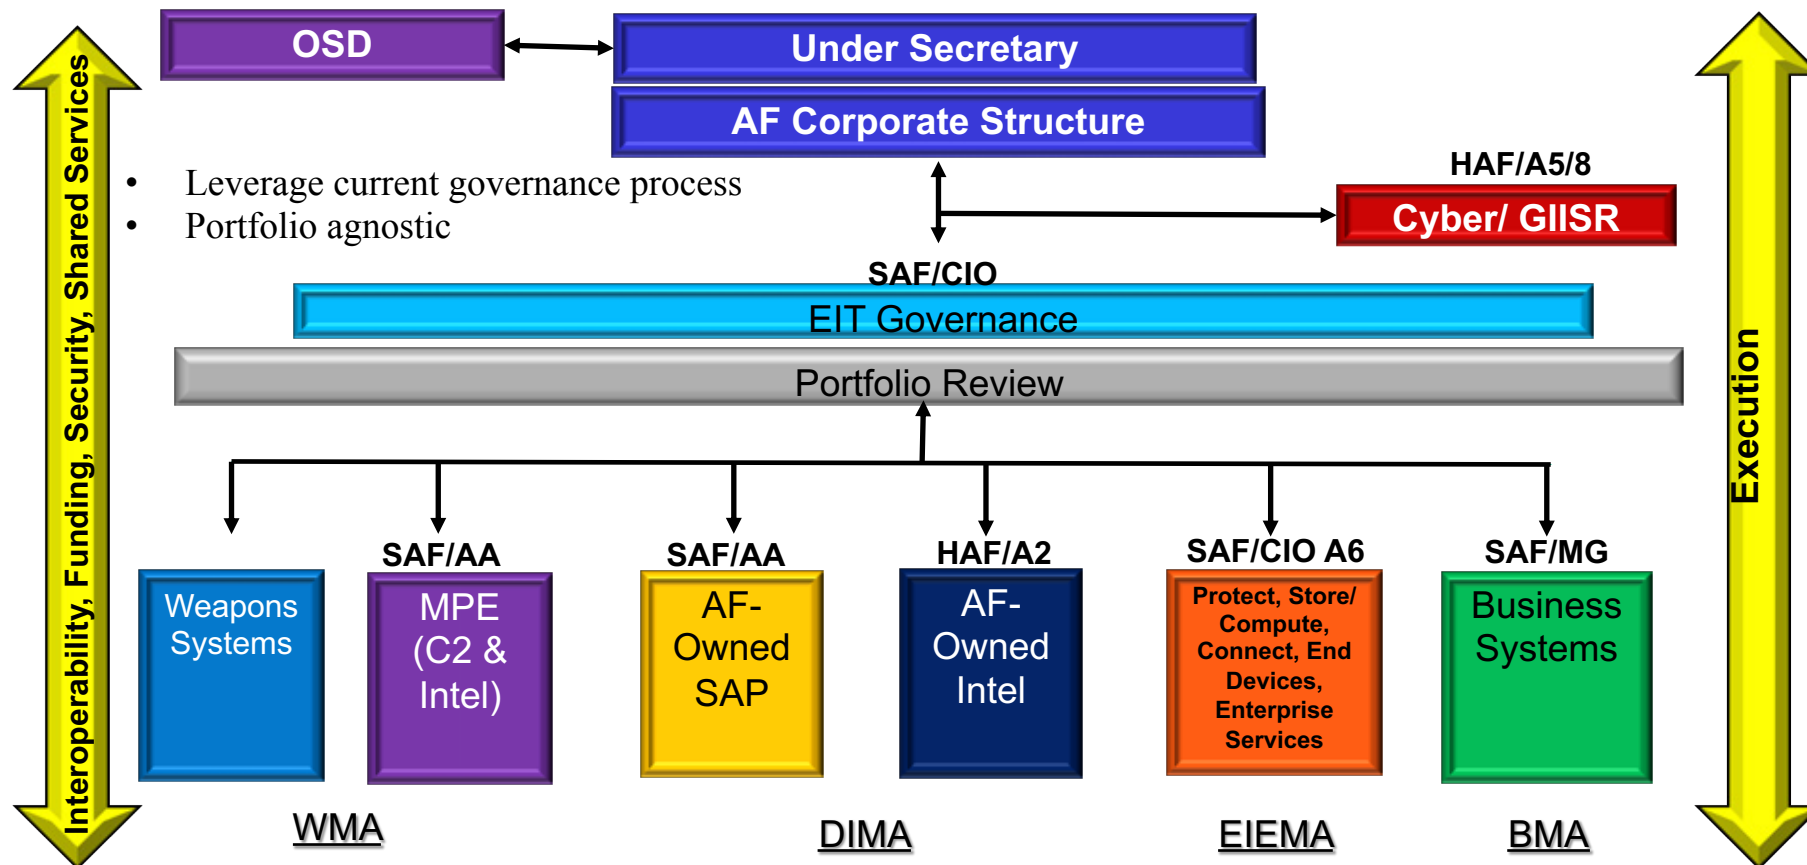 OSD
Under Secretary
AF Corporate Structure
Interoperability, Funding, Security, Shared Services
Execution
• Leverage current governance process
• Portfolio agnostic
HAF/A5/8
Cyber/ GIISR
SAF/CIO
EIT Governance
Portfolio Review
Weapons
Systems
SAF/AA
MPE
(C2 &
Intel)
SAF/AA
AF-
Owned
SAP
HAF/A2
AF-
Owned
Intel
SAF/CIO A6
Protect, Store/
Compute,
Connect, End
Devices,
Enterprise
Services
SAF/MG
Business
Systems
WMA
DIMA
EIEMA
BMA